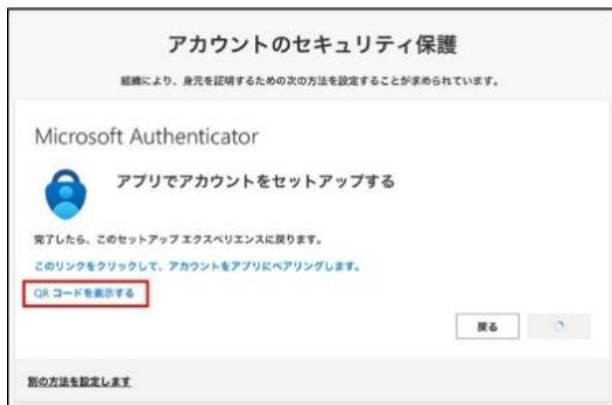 アカウントのセキュリティ保護
組織により、身元を証明するための次の方法を設定することが求められています。
Microsoft Authenticator
アプリでアカウントをセットアップする
完了したら、このセットアップ エクスペリエンスに戻ります。
このリンクをクリックして、アカウントをアプリにペアリングします。
QR コードを表示する
戻る
別の方法を設定します